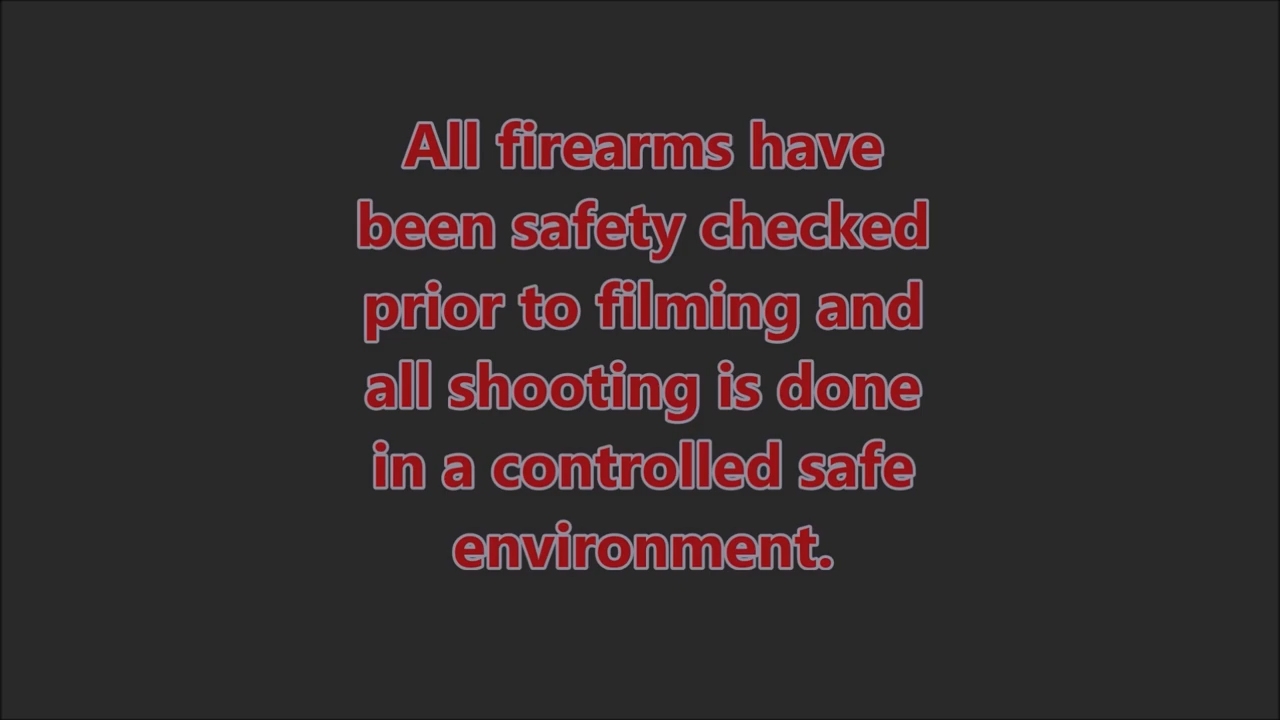 All firearms have
been safety checked
prior to filming and
all shooting is done
in a controlled safe
environment.